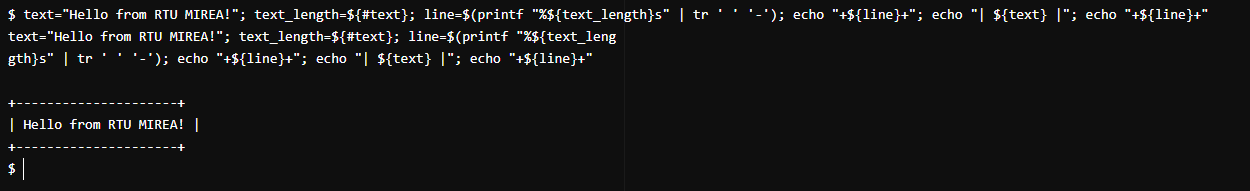 $ text="Hello from RTU MIREA!"; text_length=${#text}; line=$(printf "%${text_length}s" | tr ' ' '-'); echo "+${line}+"; echo "| ${text} |"; echo "+${line}+"
text="Hello from RTU MIREA!"; text_length=${#text}; line=$(printf "%${text_leng
gth}s" | tr ' ' '-'); echo "+${line}+"; echo "| ${text} |"; echo "+${line}+"
+---------------------+
| Hello from RTU MIREA! |
+---------------------+
$